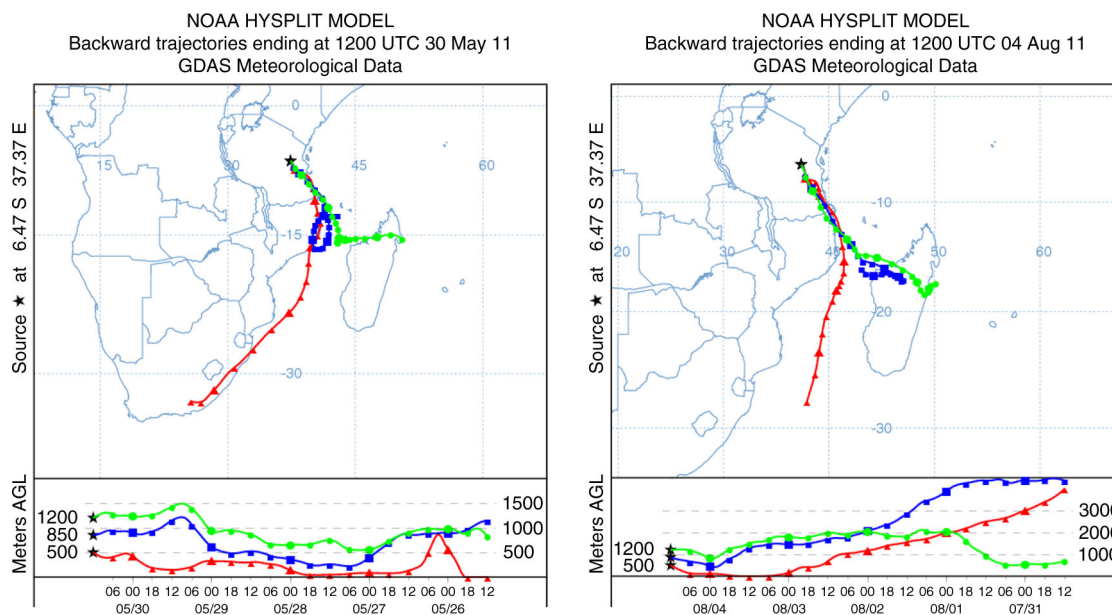 NOAA HYSPLIT MODEL
Backward trajectories ending at 1200 UTC 30 May 11
GDAS Meteorological Data
Source ★ at 6.47 S 37.37 E
0
15 30 45 60
-15
-30
Meters AGL
1200
850
500
1500
1000
500
06 00 18 12 06 00 18 12 06 00 18 12 06 00 18 12 06 00 18 12
05/30 05/29 05/28 05/27 05/26
NOAA HYSPLIT MODEL
Backward trajectories ending at 1200 UTC 04 Aug 11
GDAS Meteorological Data
Source ★ at 6.47 S 37.37 E
0
-10
20 30 40 50 60
-20
-30
Meters AGL
1200
500
3000
2000
1000
06 00 18 12 06 00 18 12 06 00 18 12 06 00 18 12 06 00 18 12
08/04 08/03 08/02 08/01 07/31